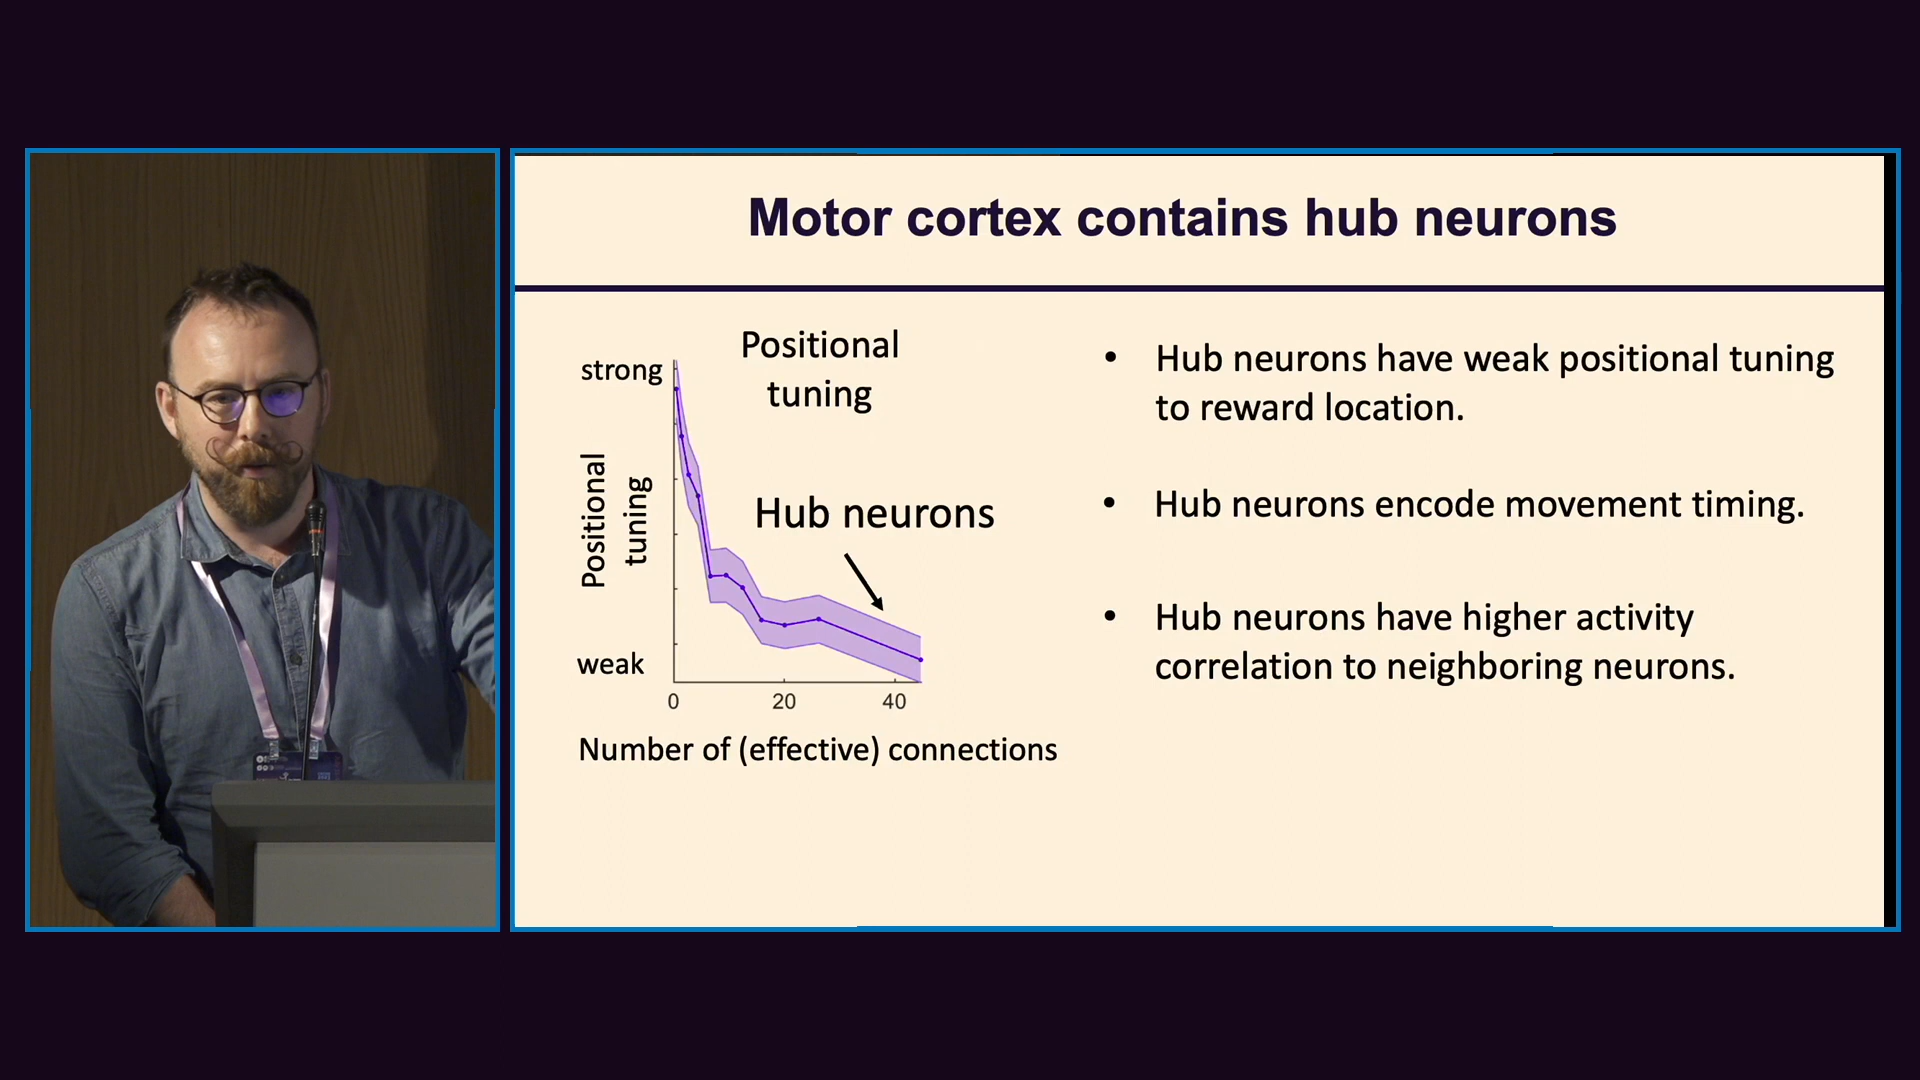 Motor cortex contains hub neurons
Positional
tuning
strong
Positional
tuning
Hub neurons
weak
0 20 40
Number of (effective) connections
• Hub neurons have weak positional tuning
to reward location.
• Hub neurons encode movement timing.
• Hub neurons have higher activity
correlation to neighboring neurons.